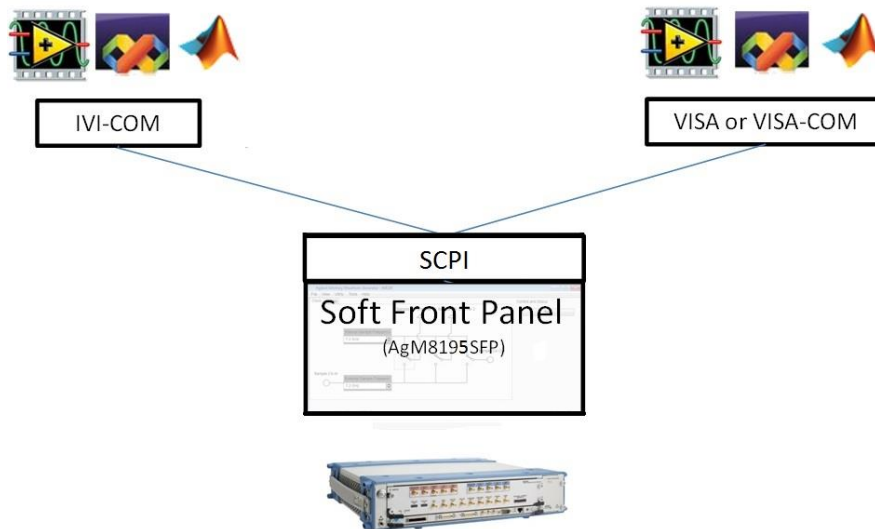 IVI-COM
VISA or VISA-COM
SCPI
Soft Front Panel
(AgM8195SFP)